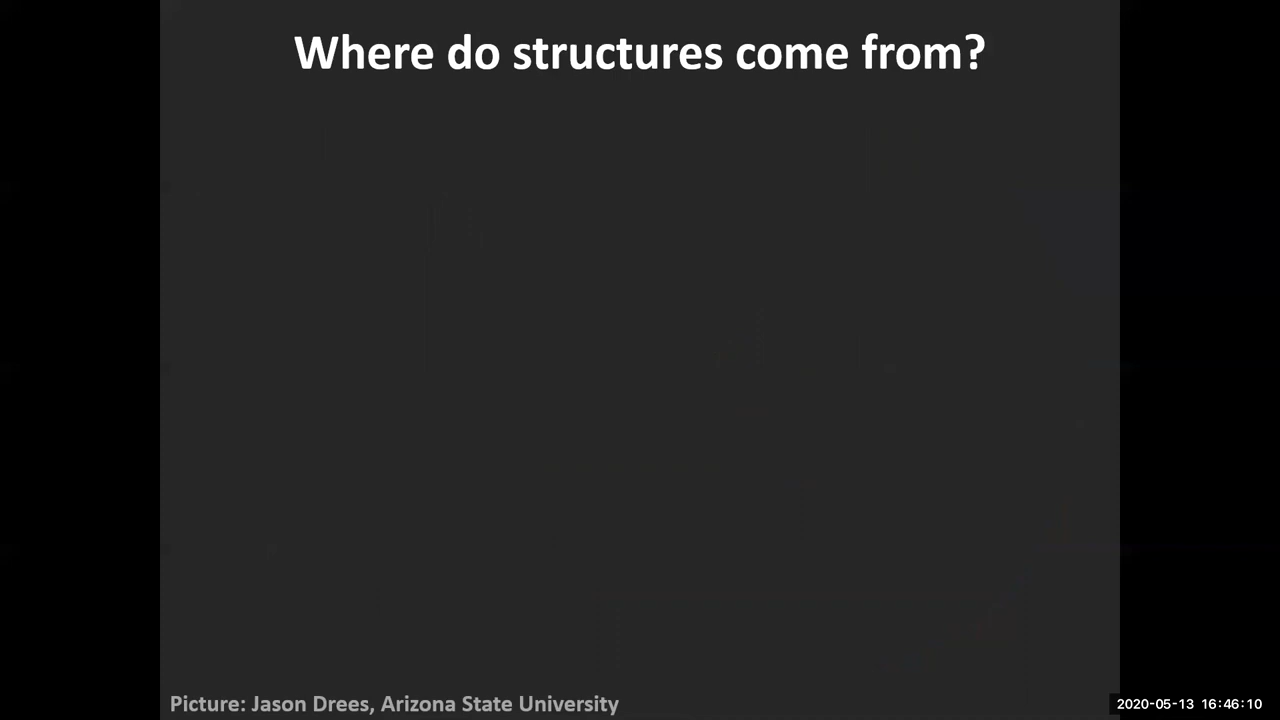 Where do structures come from?
Picture: Jason Drees, Arizona State University
2020-05-13 16:46:10